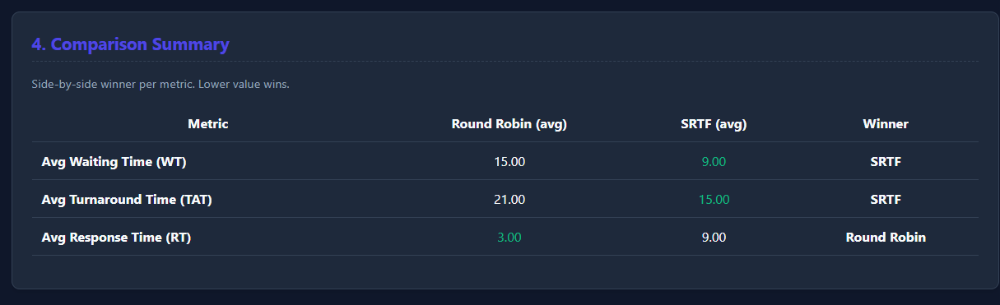 4. Comparison Summary
Side-by-side winner per metric. Lower value wins.
Metric Round Robin (avg) SRTF (avg) Winner
Avg Waiting Time (WT) 15.00 9.00 SRTF
Avg Turnaround Time (TAT) 21.00 15.00 SRTF
Avg Response Time (RT) 3.00 9.00 Round Robin